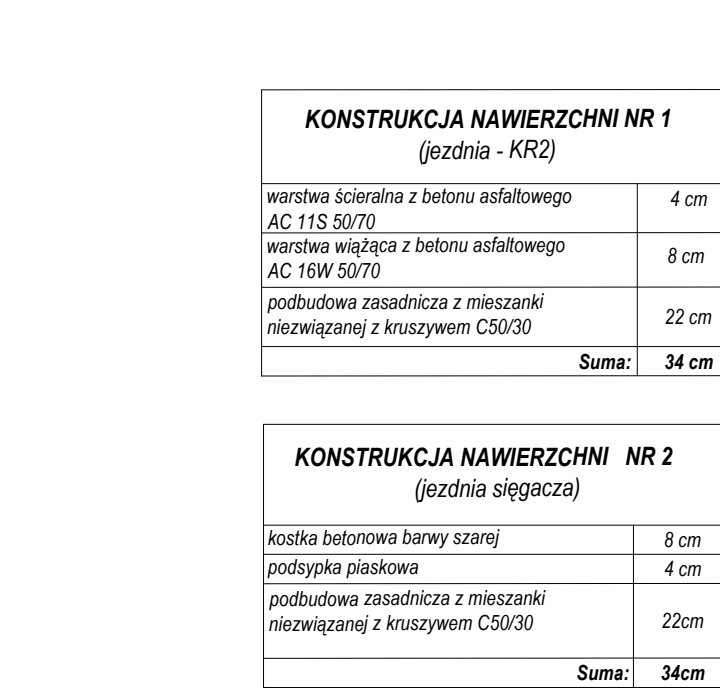 KONSTRUKCJA NAWIERZCHNI NR 1
(jezdnia - KR2)
warstwa ścieralna z betonu asfaltowego 4 cm
AC 11S 50/70
warstwa wiążąca z betonu asfaltowego 8 cm
AC 16W 50/70
podbudowa zasadnicza z mieszanki 22 cm
niezwiązanej z kruszywem C50/30
Suma: 34 cm
KONSTRUKCJA NAWIERZCHNI NR 2
(jezdnia sięgacza)
kostka betonowa barwy szarej 8 cm
podsypka piaskowa 4 cm
podbudowa zasadnicza z mieszanki 22cm
niezwiązanej z kruszywem C50/30
Suma: 34cm